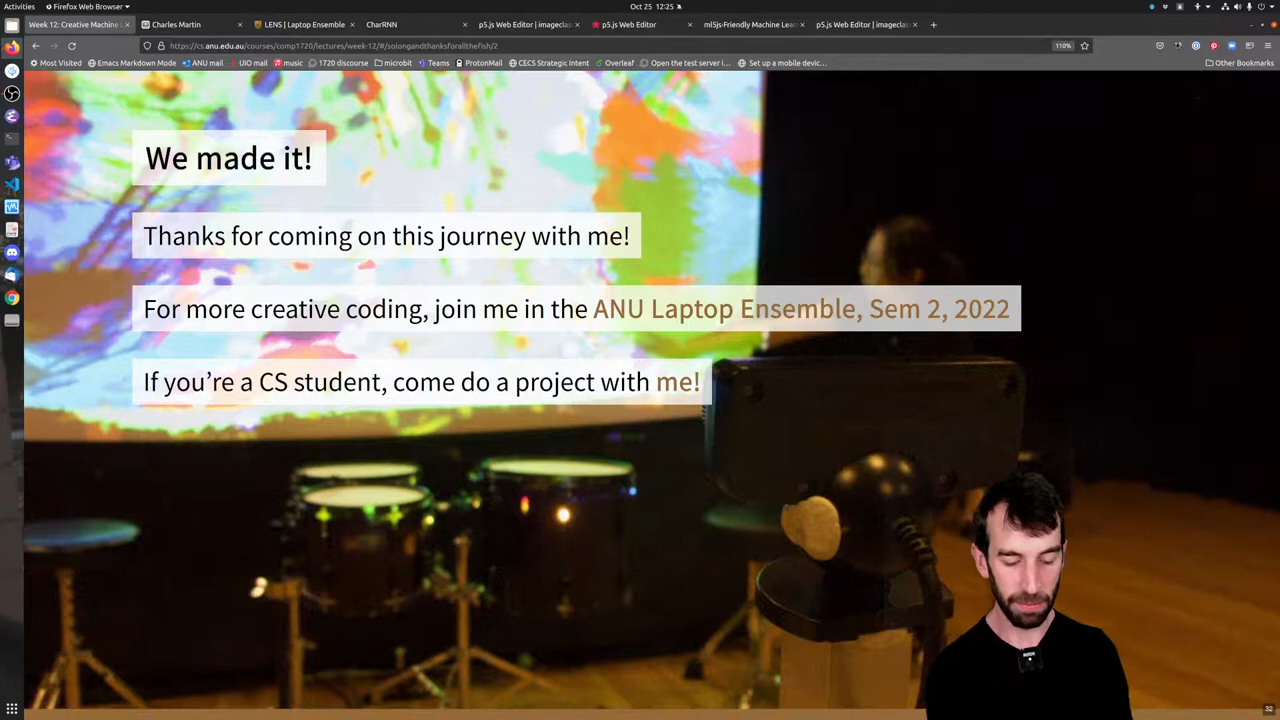 Activities
Firefox Web Browser
Oct 25 12:25
Week 12: Creative Machine L
Charles Martin
LENS | Laptop Ensemble
CharRNN
p5.js Web Editor | imageclas
p5.js Web Editor
ml5js·Friendly Machine Lear
p5.js Web Editor | imageclas
https://cs.anu.edu.au/courses/comp1720/lectures/week-12/#/solongandthanksforallthefish/2
110%
Most Visited
Emacs Markdown Mode
ANU mail
UiO mail
music
1720 discourse
microbit
Teams
ProtonMail
CECS Strategic Intent
Overleaf
Open the test server i…
Set up a mobile devic…
Other Bookmarks
We made it!
Thanks for coming on this journey with me!
For more creative coding, join me in the ANU Laptop Ensemble, Sem 2, 2022
If you’re a CS student, come do a project with me!
32